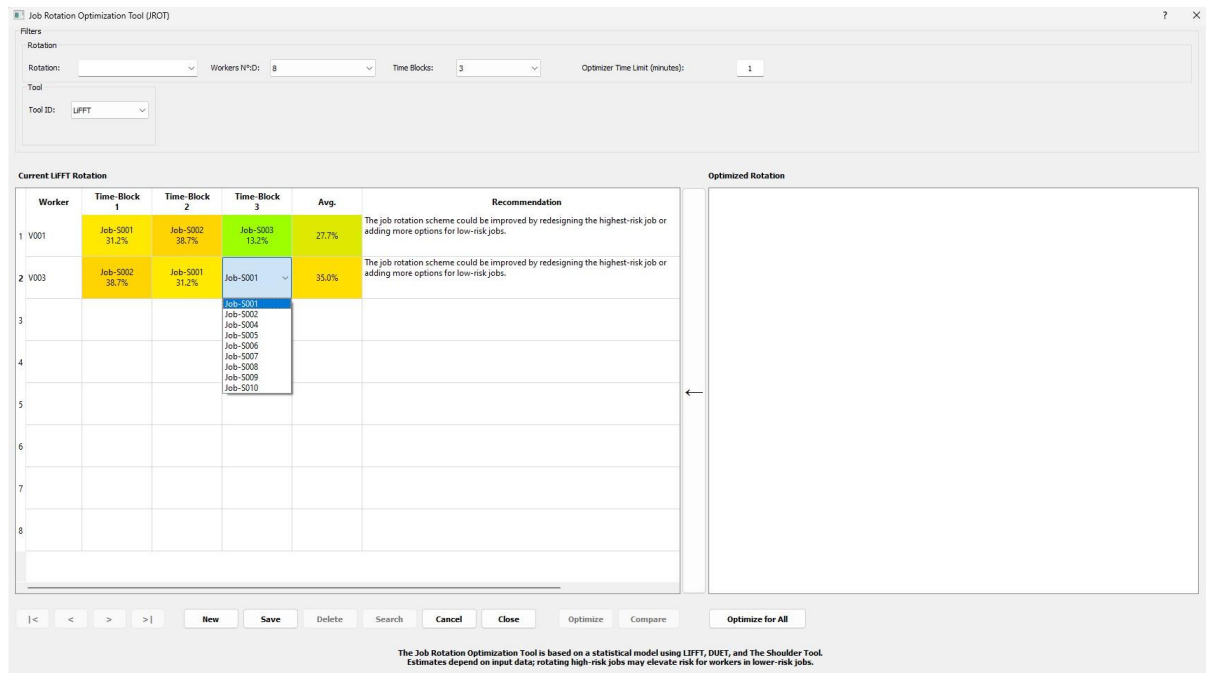 Job Rotation Optimization Tool (JROT) ? ×
Filters
Rotation
Rotation: Workers Nº:D: 8 Time Blocks: 3 Optimizer Time Limit (minutes): 1
Tool
Tool ID: LiFFT
Current LiFFT Rotation Optimized Rotation
Worker Time-Block 1 Time-Block 2 Time-Block 3 Avg. Recommendation
1 V001 Job-S001 31.2% Job-S002 38.7% Job-S003 13.2% 27.7% The job rotation scheme could be improved by redesigning the highest-risk job or
adding more options for low-risk jobs.
2 V003 Job-S002 38.7% Job-S001 31.2% Job-S001 35.0% The job rotation scheme could be improved by redesigning the highest-risk job or
adding more options for low-risk jobs.
Job-S001
Job-S002
3
Job-S004
Job-S005
Job-S006
4
Job-S007
Job-S008
Job-S009
Job-S010
←
5
6
7
8
|< < > >| New Save Delete Search Cancel Close Optimize Compare Optimize for All
The Job Rotation Optimization Tool is based on a statistical model using LIFFT, DUET, and The Shoulder Tool.
Estimates depend on input data; rotating high-risk jobs may elevate risk for workers in lower-risk jobs.